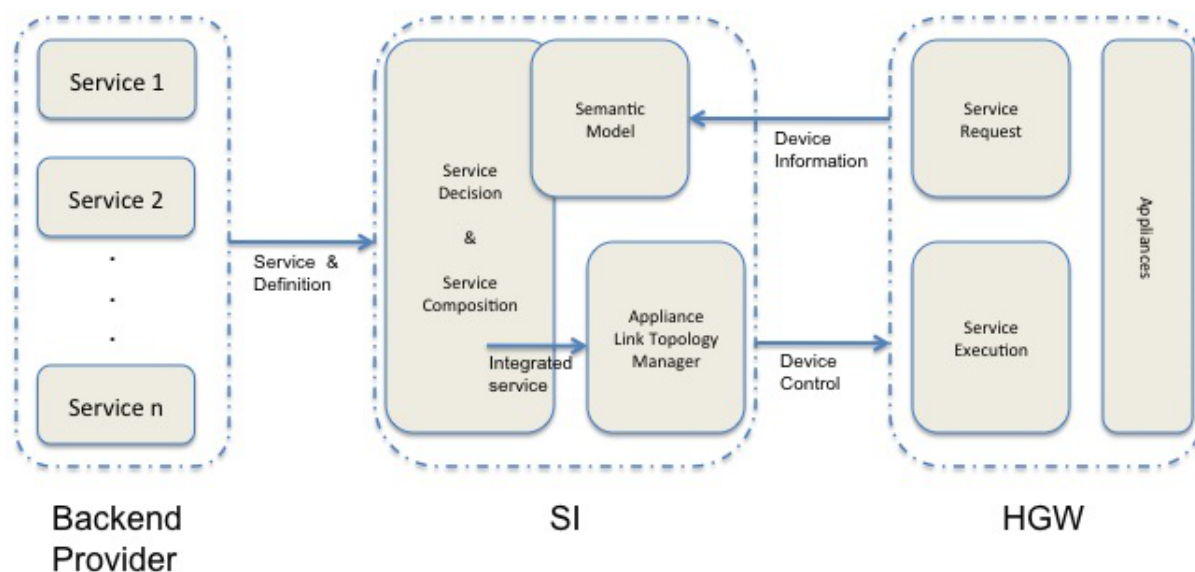 Service 1
Service 2
.
.
.
Service n
Backend
Provider
Service &
Definition
Service
Decision
&
Service
Composition
Semantic
Model
Integrated
service
Appliance
Link Topology
Manager
SI
Device
Information
Device
Control
Service
Request
Service
Execution
Appliances
HGW